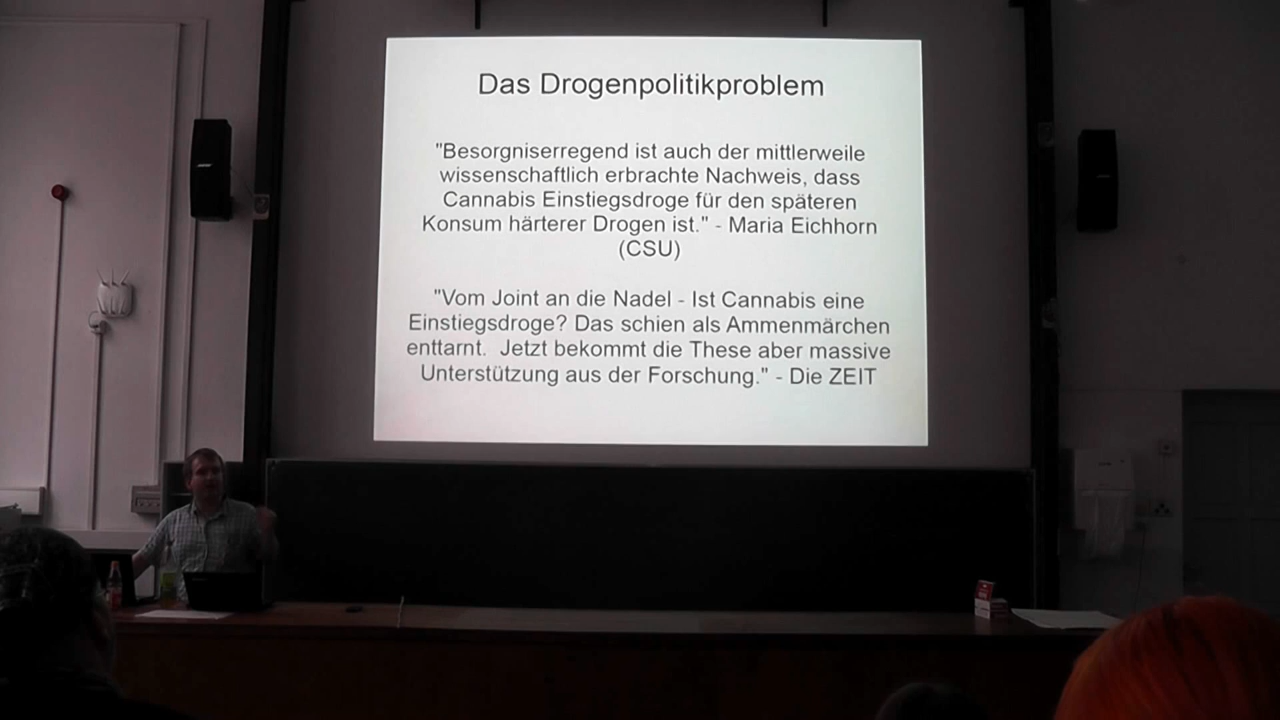 Das Drogenpolitikproblem
"Besorgniserregend ist auch der mittlerweile
wissenschaftlich erbrachte Nachweis, dass
Cannabis Einstiegsdroge für den späteren
Konsum härterer Drogen ist." - Maria Eichhorn
(CSU)
"Vom Joint an die Nadel - Ist Cannabis eine
Einstiegsdroge? Das schien als Ammenmärchen
enttarnt.  Jetzt bekommt die These aber massive
Unterstützung aus der Forschung." - Die ZEIT